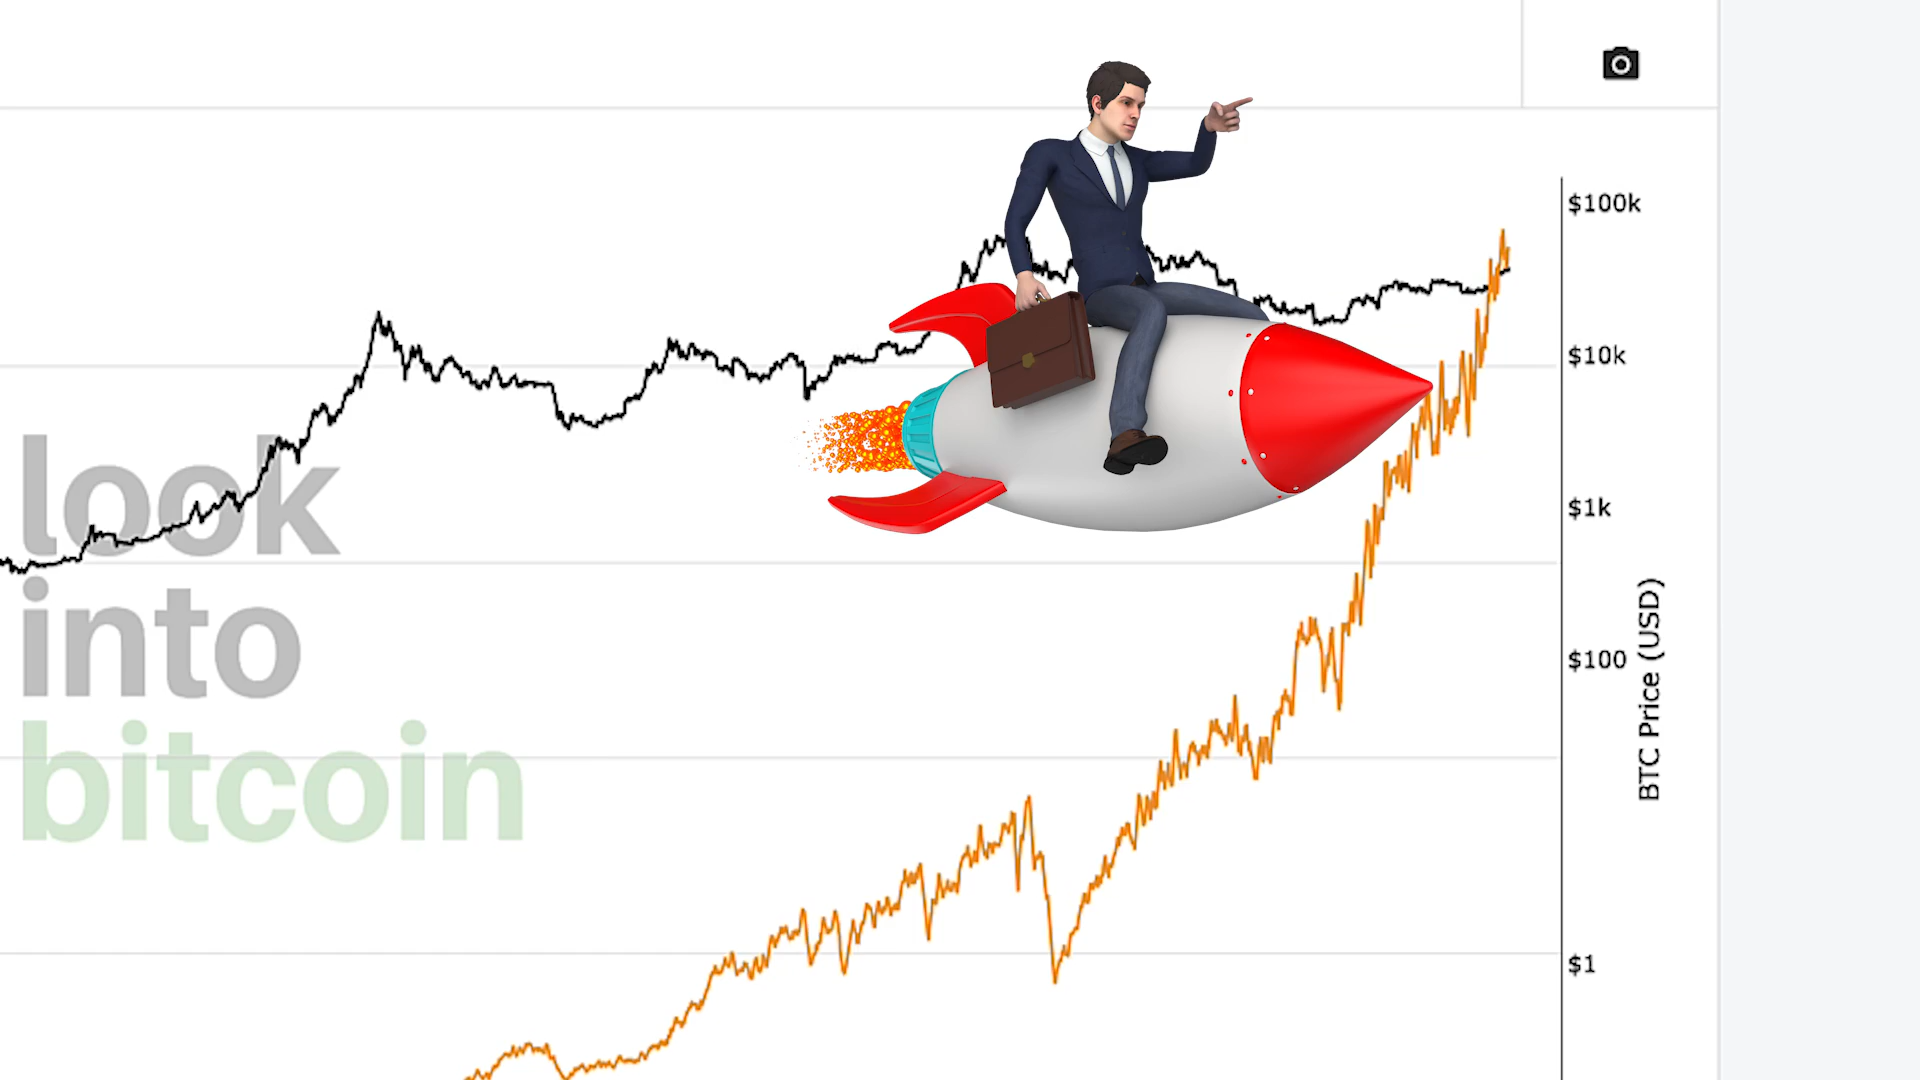 look
into
bitcoin
$100k
$10k
$1k
$100
$1
BTC Price (USD)